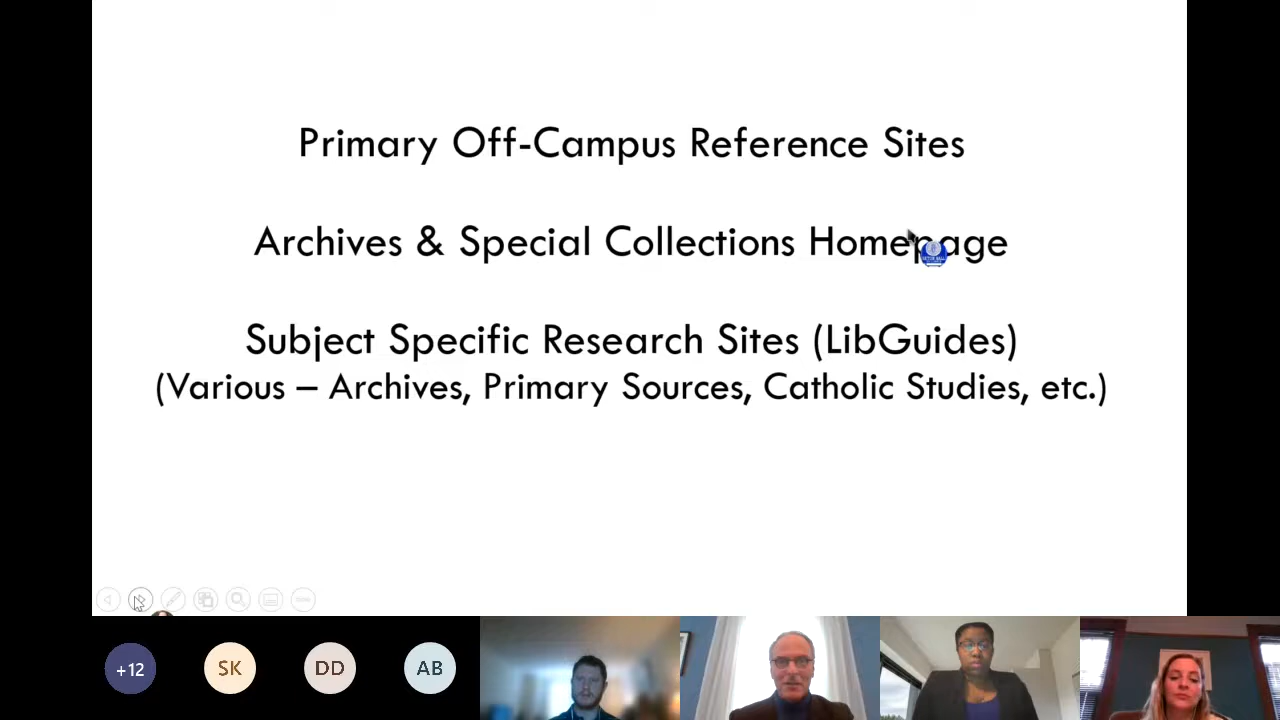 Primary Off-Campus Reference Sites
Archives & Special Collections Homepage
Subject Specific Research Sites (LibGuides)
(Various – Archives, Primary Sources, Catholic Studies, etc.)
+12
SK
DD
AB